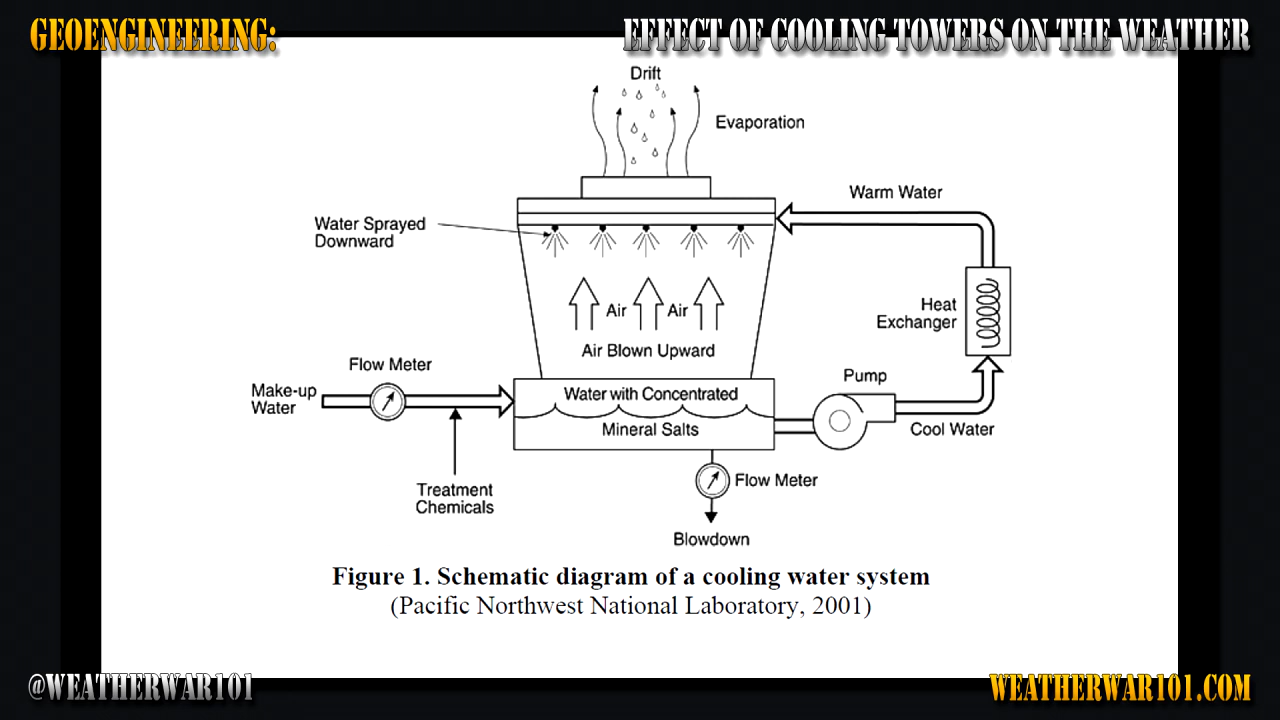 GEOENGINEERING:
EFFECT OF COOLING TOWERS ON THE WEATHER
Drift
Evaporation
Warm Water
Water Sprayed
Downward
Air
Air
Heat
Exchanger
Air Blown Upward
Flow Meter
Pump
Make-up
Water
Water with Concentrated
Mineral Salts
Cool Water
Treatment
Chemicals
Flow Meter
Blowdown
Figure 1. Schematic diagram of a cooling water system
(Pacific Northwest National Laboratory, 2001)
@WEATHERWAR101
WEATHERWAR101.COM